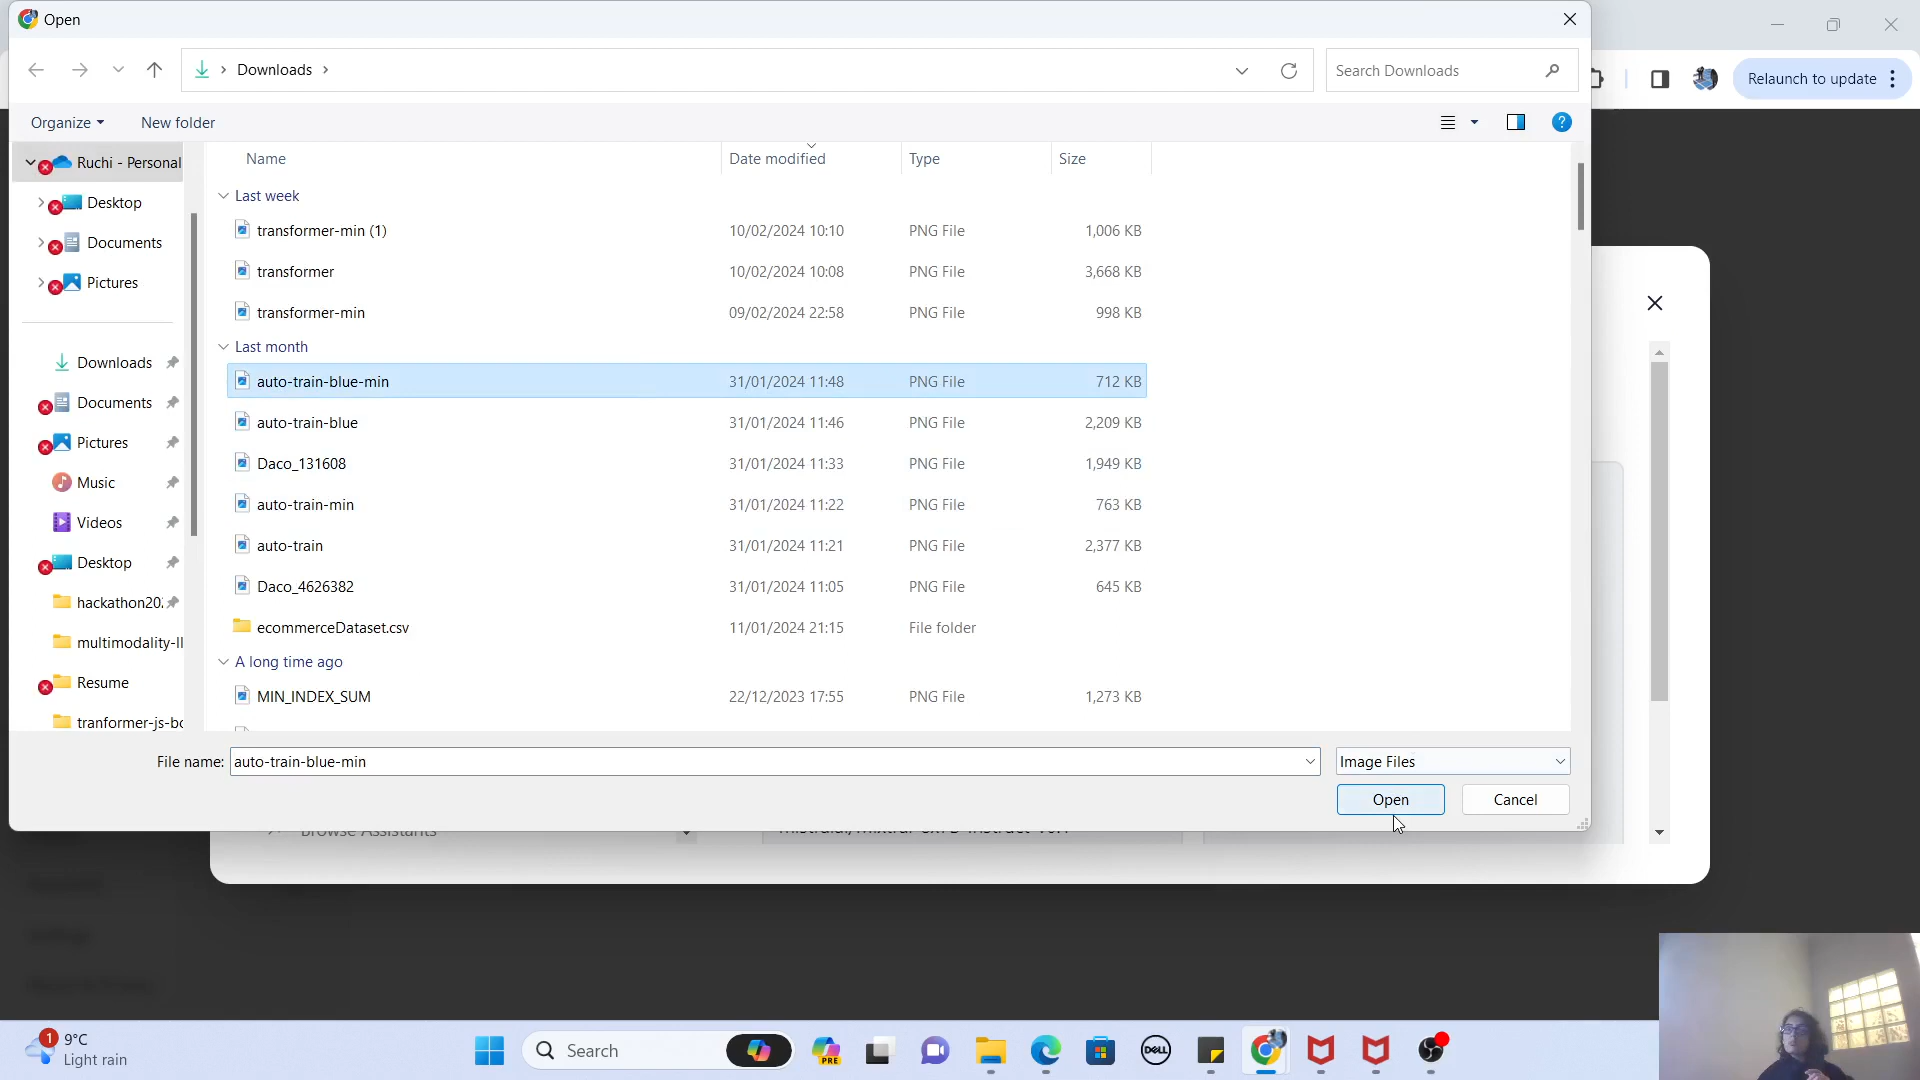 Open
Downloads
Search Downloads
Relaunch to update
Organize
New folder
?
Name Date modified Type Size
Ruchi - Personal
Desktop
Documents
Pictures
Downloads
Documents
Pictures
Music
Videos
Desktop
hackathon20
multimodality-ll
Resume
tranformer-js-bo
Last week
transformer-min (1) 10/02/2024 10:10 PNG File 1,006 KB
transformer 10/02/2024 10:08 PNG File 3,668 KB
transformer-min 09/02/2024 22:58 PNG File 998 KB
Last month
auto-train-blue-min 31/01/2024 11:48 PNG File 712 KB
auto-train-blue 31/01/2024 11:46 PNG File 2,209 KB
Daco_131608 31/01/2024 11:33 PNG File 1,949 KB
auto-train-min 31/01/2024 11:22 PNG File 763 KB
auto-train 31/01/2024 11:21 PNG File 2,377 KB
Daco_4626382 31/01/2024 11:05 PNG File 645 KB
ecommerceDataset.csv 11/01/2024 21:15 File folder
A long time ago
MIN_INDEX_SUM 22/12/2023 17:55 PNG File 1,273 KB
File name: auto-train-blue-min
Image Files
Open
Cancel
Browse Assistants
1
9°C
Light rain
Search
PRE
DELL